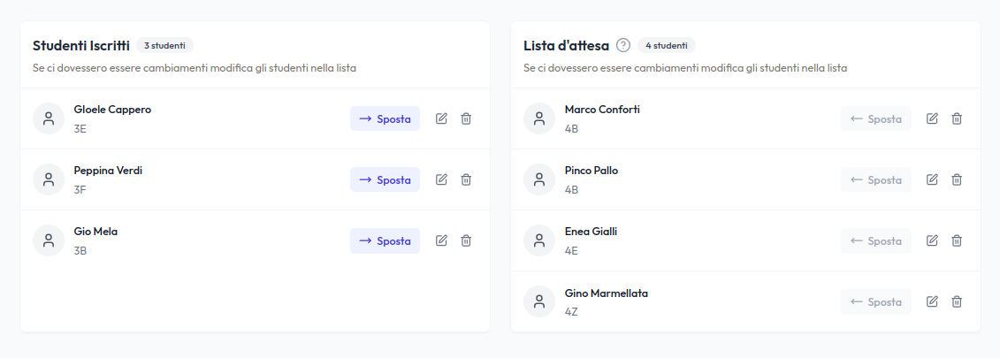 Studenti Iscritti 3 studenti
Se ci dovessero essere cambiamenti modifica gli studenti nella lista
Gloele Cappero
3E
Sposta
Peppina Verdi
3F
Sposta
Gio Mela
3B
Sposta
Lista d'attesa ? 4 studenti
Se ci dovessero essere cambiamenti modifica gli studenti nella lista
Marco Conforti
4B
Sposta
Pinco Pallo
4B
Sposta
Enea Gialli
4E
Sposta
Gino Marmellata
4Z
Sposta